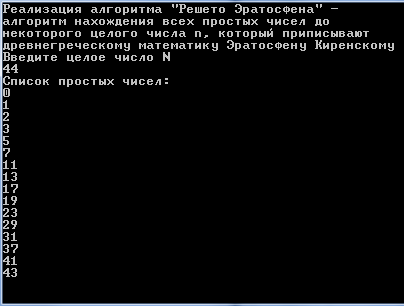 Реализация алгоритма "Решето Эратосфена" -
алгоритм нахождения всех простых чисел до
некоторого целого числа n, который приписывают
древнегреческому математику Эратосфену Киренскому
Введите целое число N
44
Список простых чисел:
0
1
2
3
5
7
11
13
17
19
23
29
31
37
41
43